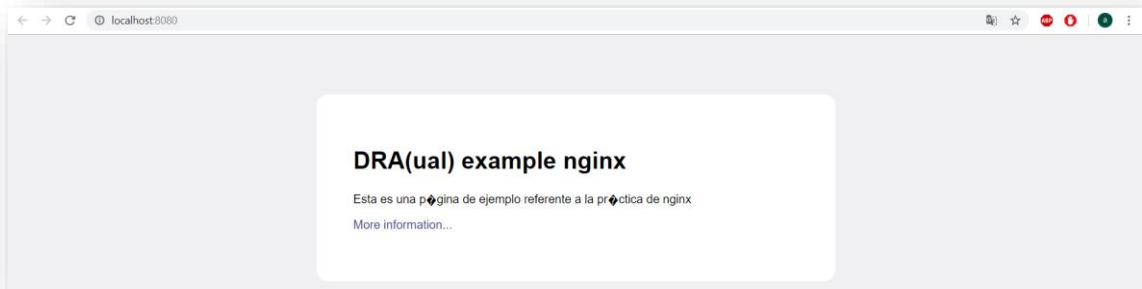 localhost:8080
ABP
a
DRA(ual) example nginx
Esta es una p�gina de ejemplo referente a la pr�ctica de nginx
More information...